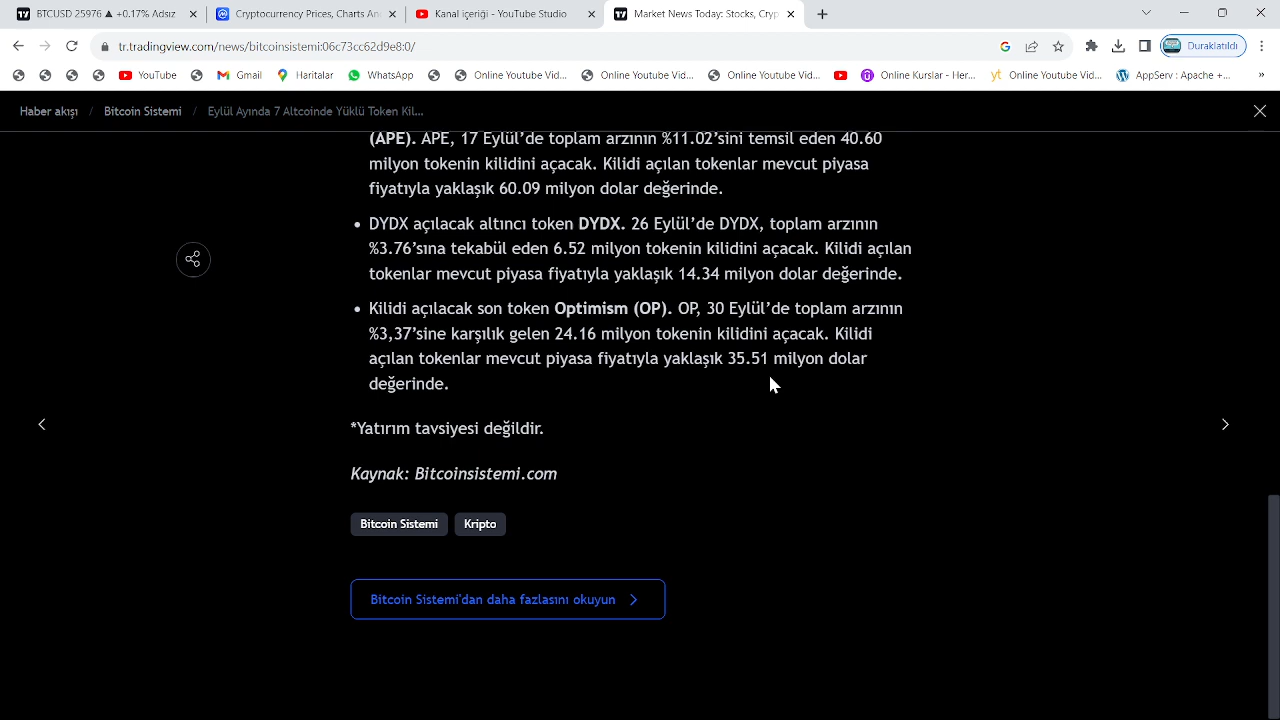 BTCUSD 25976 ▲ +0.17% Adsız
Cryptocurrency Prices, Charts An
Kanal içeriği - YouTube Studio
Market News Today: Stocks, Cryp
tr.tradingview.com/news/bitcoinsistemi:06c73cc62d9e8:0/
Duraklatıldı
YouTube
Gmail
Haritalar
WhatsApp
Online Youtube Vid...
Online Youtube Vid...
Online Youtube Vid...
Online Kurslar - Her...
Online Youtube Vid...
AppServ : Apache +...
»
Haber akışı / Bitcoin Sistemi / Eylül Ayında 7 Altcoinde Yüklü Token Kil...
(APE). APE, 17 Eylül’de toplam arzının %11.02’sini temsil eden 40.60
milyon tokenin kilidini açacak. Kilidi açılan tokenlar mevcut piyasa
fiyatıyla yaklaşık 60.09 milyon dolar değerinde.
• DYDX açılacak altıncı token DYDX. 26 Eylül’de DYDX, toplam arzının
%3.76’sına tekabül eden 6.52 milyon tokenin kilidini açacak. Kilidi açılan
tokenlar mevcut piyasa fiyatıyla yaklaşık 14.34 milyon dolar değerinde.
• Kilidi açılacak son token Optimism (OP). OP, 30 Eylül’de toplam arzının
%3,37’sine karşılık gelen 24.16 milyon tokenin kilidini açacak. Kilidi
açılan tokenlar mevcut piyasa fiyatıyla yaklaşık 35.51 milyon dolar
değerinde.
*Yatırım tavsiyesi değildir.
Kaynak: Bitcoinsistemi.com
Bitcoin Sistemi
Kripto
Bitcoin Sistemi'dan daha fazlasını okuyun